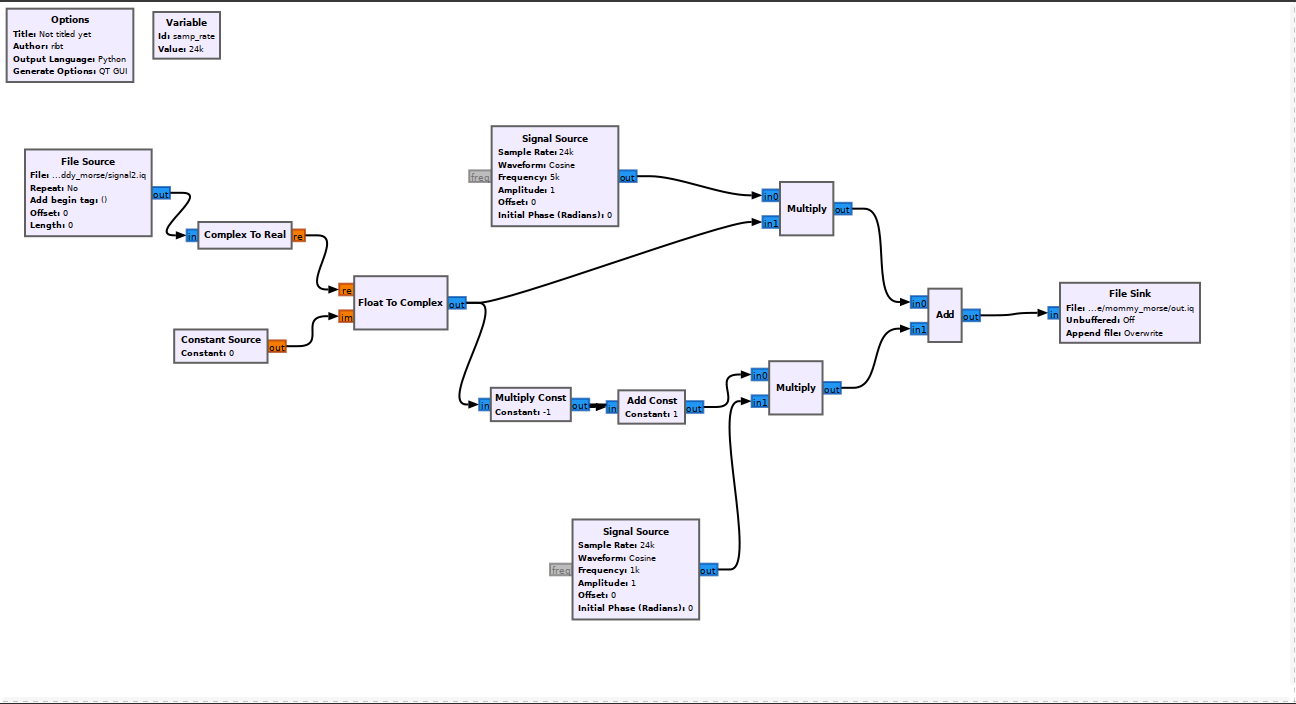 Options
Title: Not titled yet
Author: ribt
Output Language: Python
Generate Options: QT GUI
Variable
Id: samp_rate
Value: 24k
File Source
File: ...ddy_morse/signal2.iq
Repeat: No
Add begin tag: ()
Offset: 0
Length: 0
out
in
Complex To Real
re
Constant Source
Constant: 0
out
re
im
Float To Complex
out
Signal Source
Sample Rate: 24k
Waveform: Cosine
Frequency: 5k
Amplitude: 1
Offset: 0
Initial Phase (Radians): 0
freq
out
in0
in1
Multiply
out
in
Multiply Const
Constant: -1
out
in
Add Const
Constant: 1
out
in0
in1
Multiply
out
Signal Source
Sample Rate: 24k
Waveform: Cosine
Frequency: 1k
Amplitude: 1
Offset: 0
Initial Phase (Radians): 0
freq
out
in0
in1
Add
out
in
File Sink
File: ...e/mommy_morse/out.iq
Unbuffered: Off
Append file: Overwrite